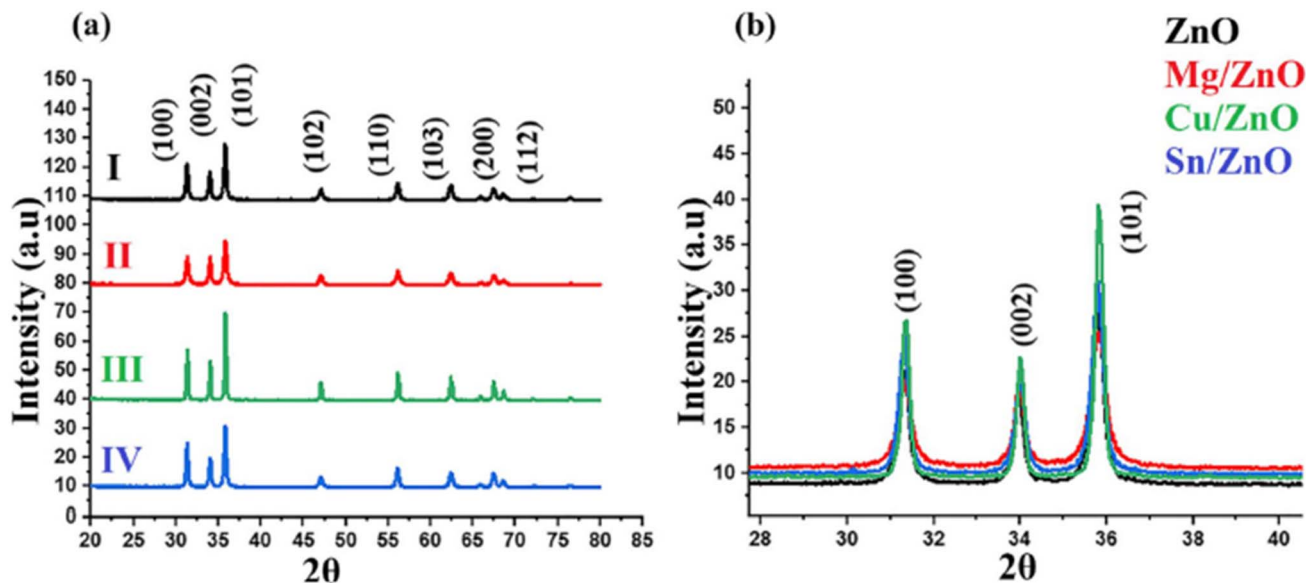 (a)
Intensity (a.u)
150
140
130
120
110
100
90
80
70
60
50
40
30
20
10
0
I
II
III
IV
(100)
(002)
(101)
(102)
(110)
(103)
(200)
(112)
20 25 30 35 40 45 50 55 60 65 70 75 80 85
2θ
(b)
ZnO
Mg/ZnO
Cu/ZnO
Sn/ZnO
Intensity (a.u)
50
45
40
35
30
25
20
15
10
(100)
(002)
(101)
28 30 32 34 36 38 40
2θ